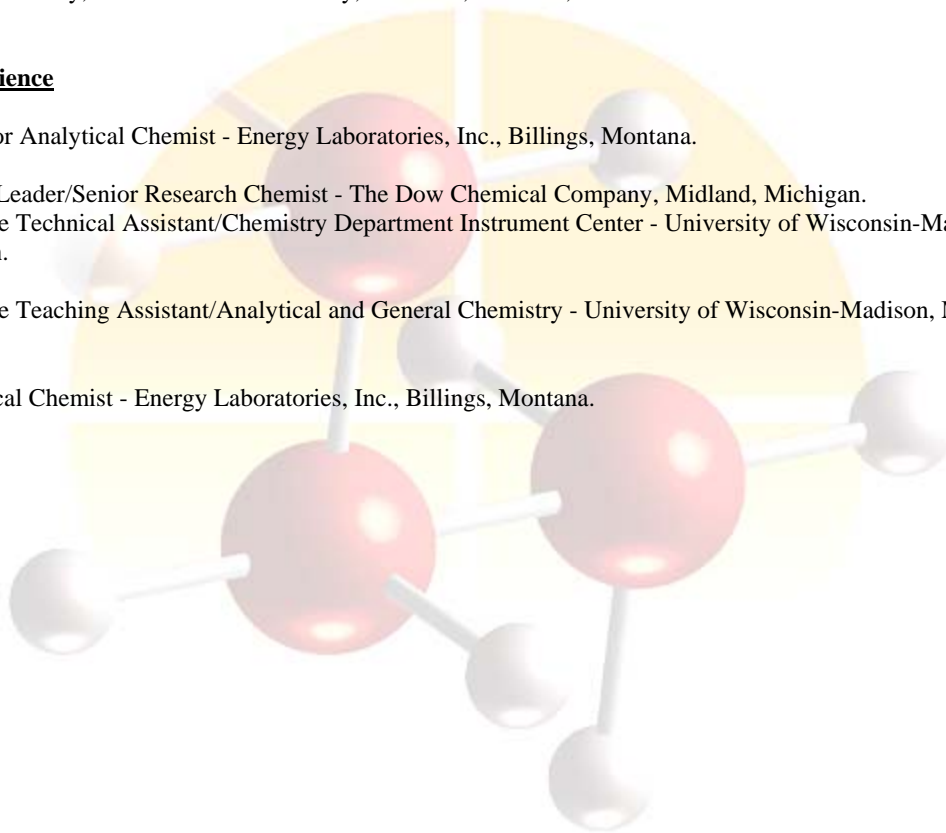 ience
or Analytical Chemist - Energy Laboratories, Inc., Billings, Montana.
Leader/Senior Research Chemist - The Dow Chemical Company, Midland, Michigan.
e Technical Assistant/Chemistry Department Instrument Center - University of Wisconsin-Ma
e Teaching Assistant/Analytical and General Chemistry - University of Wisconsin-Madison, M
cal Chemist - Energy Laboratories, Inc., Billings, Montana.